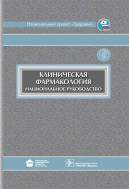 Национальный проект «Здоровье»
КЛИНИЧЕСКАЯ
ФАРМАКОЛОГИЯ
НАЦИОНАЛЬНОЕ РУКОВОДСТВО